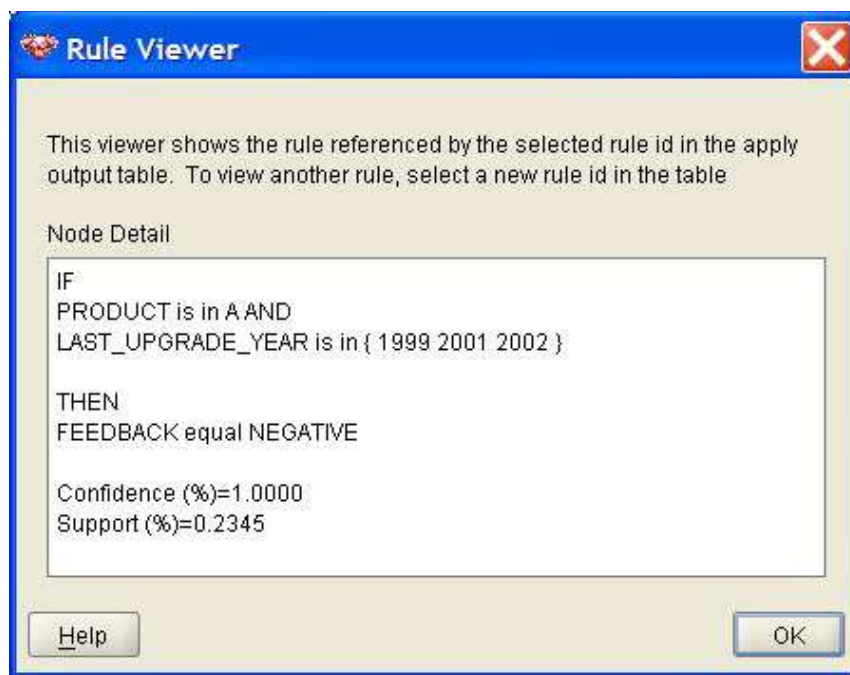 Rule Viewer
This viewer shows the rule referenced by the selected rule id in the apply
output table. To view another rule, select a new rule id in the table
Node Detail
IF
PRODUCT is in A AND
LAST_UPGRADE_YEAR is in { 1999 2001 2002 }
THEN
FEEDBACK equal NEGATIVE
Confidence (%)=1.0000
Support (%)=0.2345
Help
OK